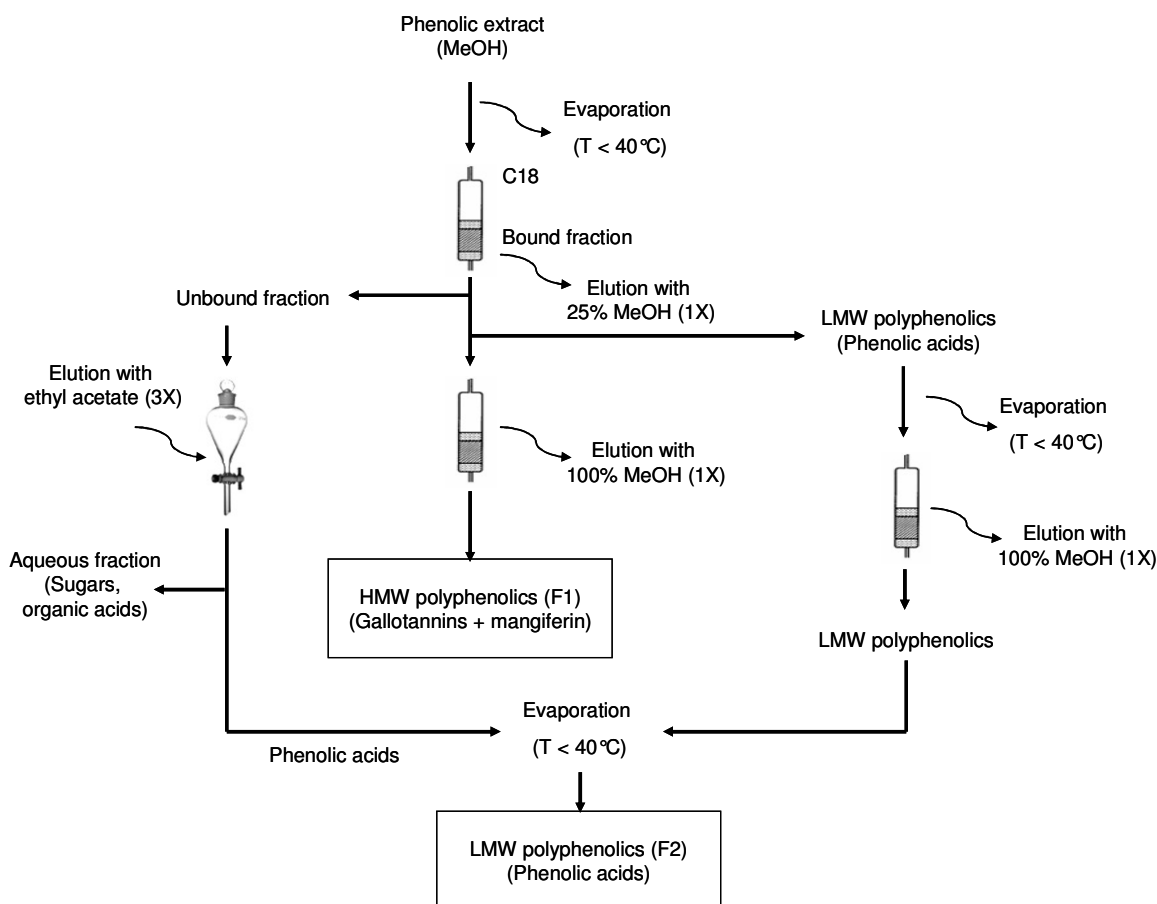 Phenolic extract
(MeOH)
Evaporation
(T < 40°C)
C18
Bound fraction
Elution with
25% MeOH (1X)
Unbound fraction
LMW polyphenolics
(Phenolic acids)
Elution with
ethyl acetate (3X)
Evaporation
(T < 40°C)
Elution with
100% MeOH (1X)
Elution with
100% MeOH (1X)
Aqueous fraction
(Sugars,
organic acids)
HMW polyphenolics (F1)
(Gallotannins + mangiferin)
LMW polyphenolics
Evaporation
(T < 40°C)
Phenolic acids
LMW polyphenolics (F2)
(Phenolic acids)